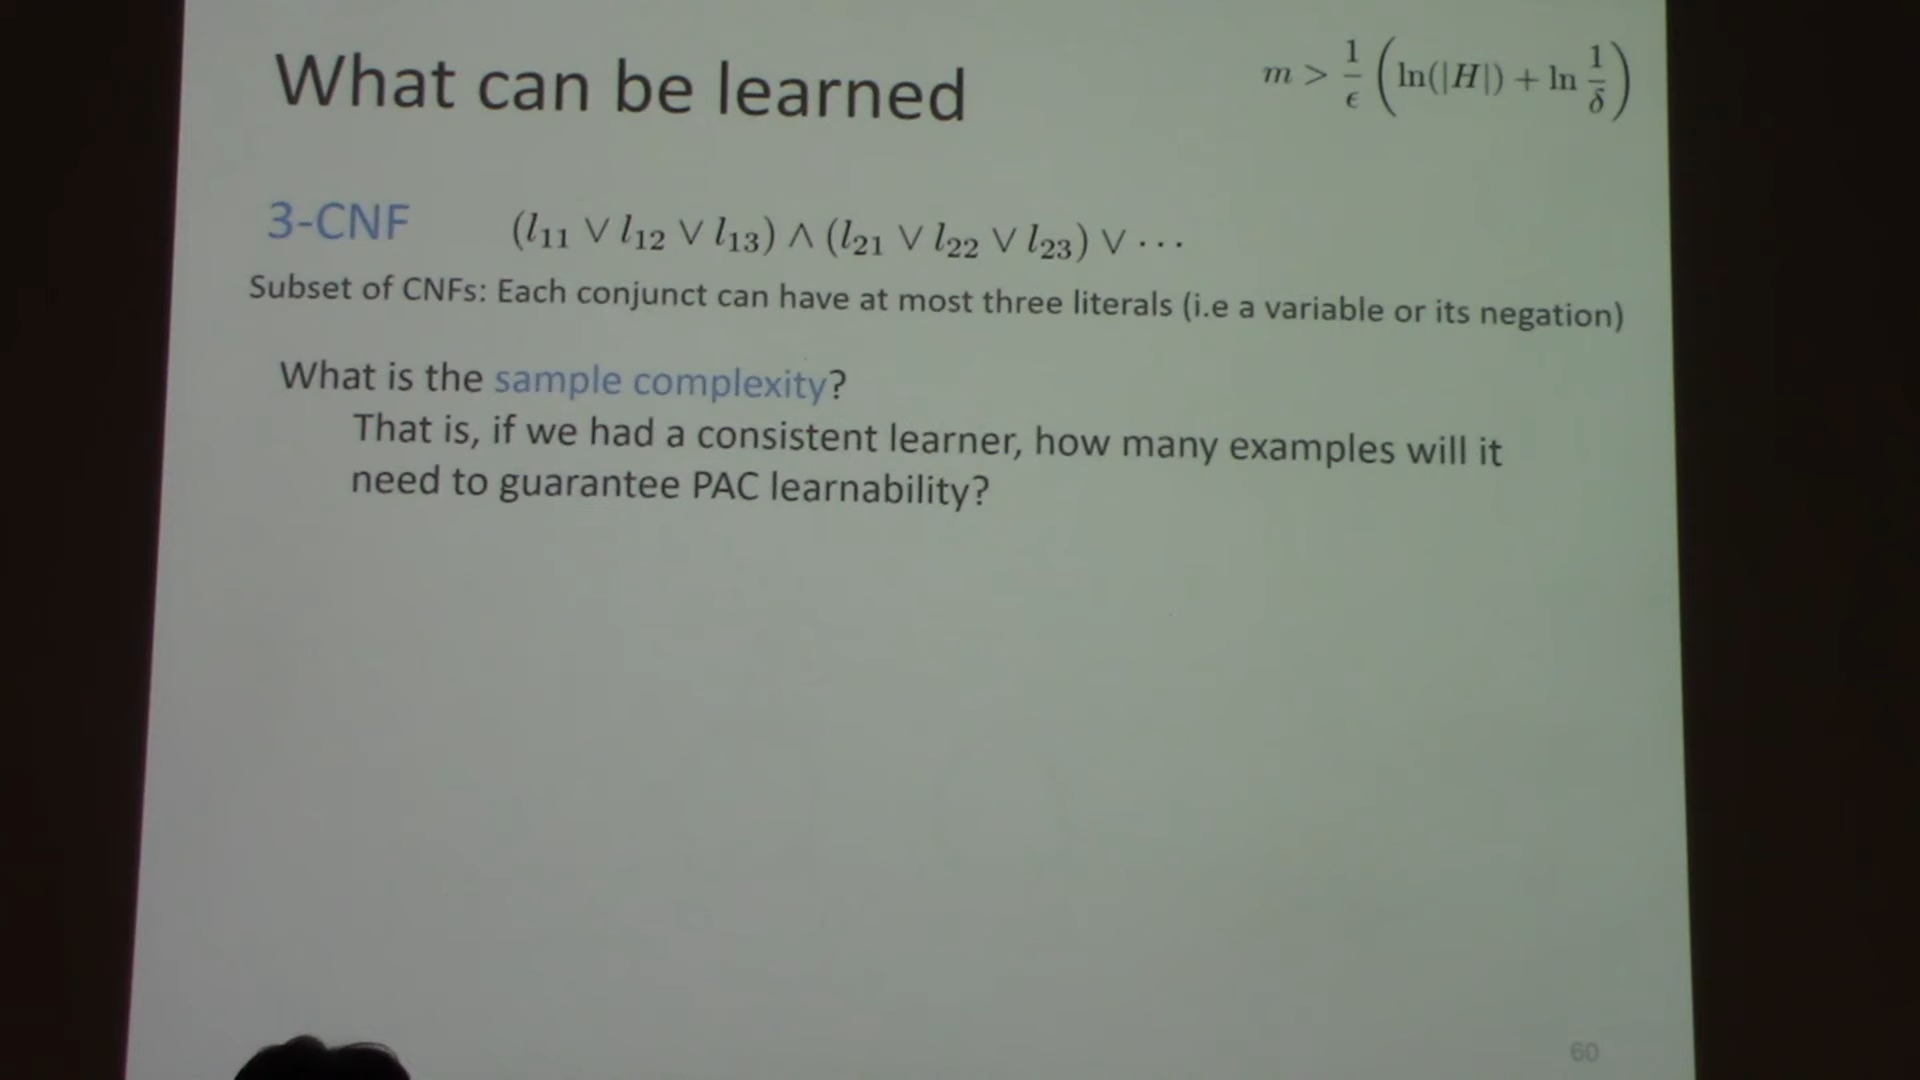 What can be learned
m > 1/ϵ (ln(|H|) + ln 1/δ)
3-CNF (l₁₁ ∨ l₁₂ ∨ l₁₃) ∧ (l₂₁ ∨ l₂₂ ∨ l₂₃) ∨ ···
Subset of CNFs: Each conjunct can have at most three literals (i.e a variable or its negation)
What is the sample complexity?
That is, if we had a consistent learner, how many examples will it
need to guarantee PAC learnability?
60